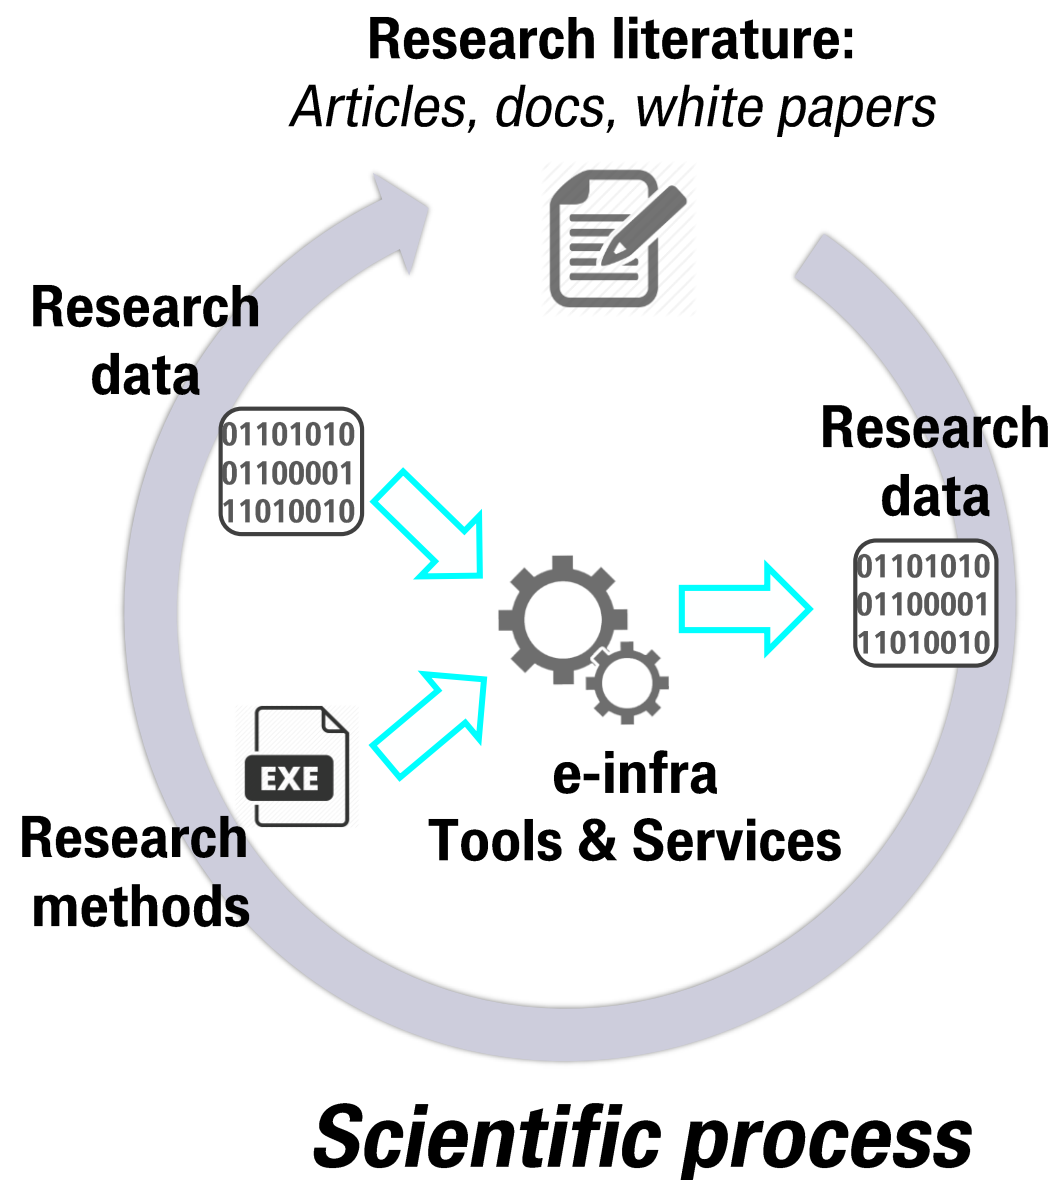 Research literature:
Articles, docs, white papers
Research
data
01101010
01100001
11010010
Research
data
01101010
01100001
11010010
EXE
Research
methods
e-infra
Tools & Services
Scientific process